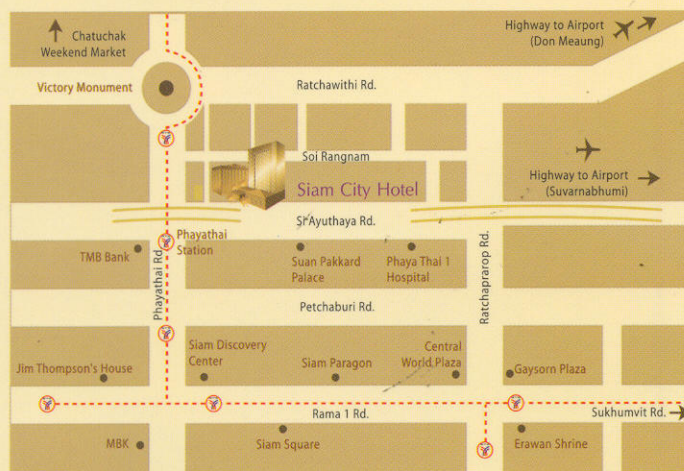 Chatuchak
Weekend Market
Highway to Airport
(Don Meaung)
Victory Monument
Ratchawithi Rd.
Soi Rangnam
Highway to Airport
(Suvarnabhumi)
Siam City Hotel
Sri Ayuthaya Rd.
Phayathai
Station
TMB Bank
Suan Pakkard
Palace
Phaya Thai 1
Hospital
Phayathai Rd.
Ratchaprarop Rd.
Petchaburi Rd.
Jim Thompson's House
Siam Discovery
Center
Siam Paragon
Central
World Plaza
Gaysorn Plaza
Rama 1 Rd.
Sukhumvit Rd.
MBK
Siam Square
Erawan Shrine